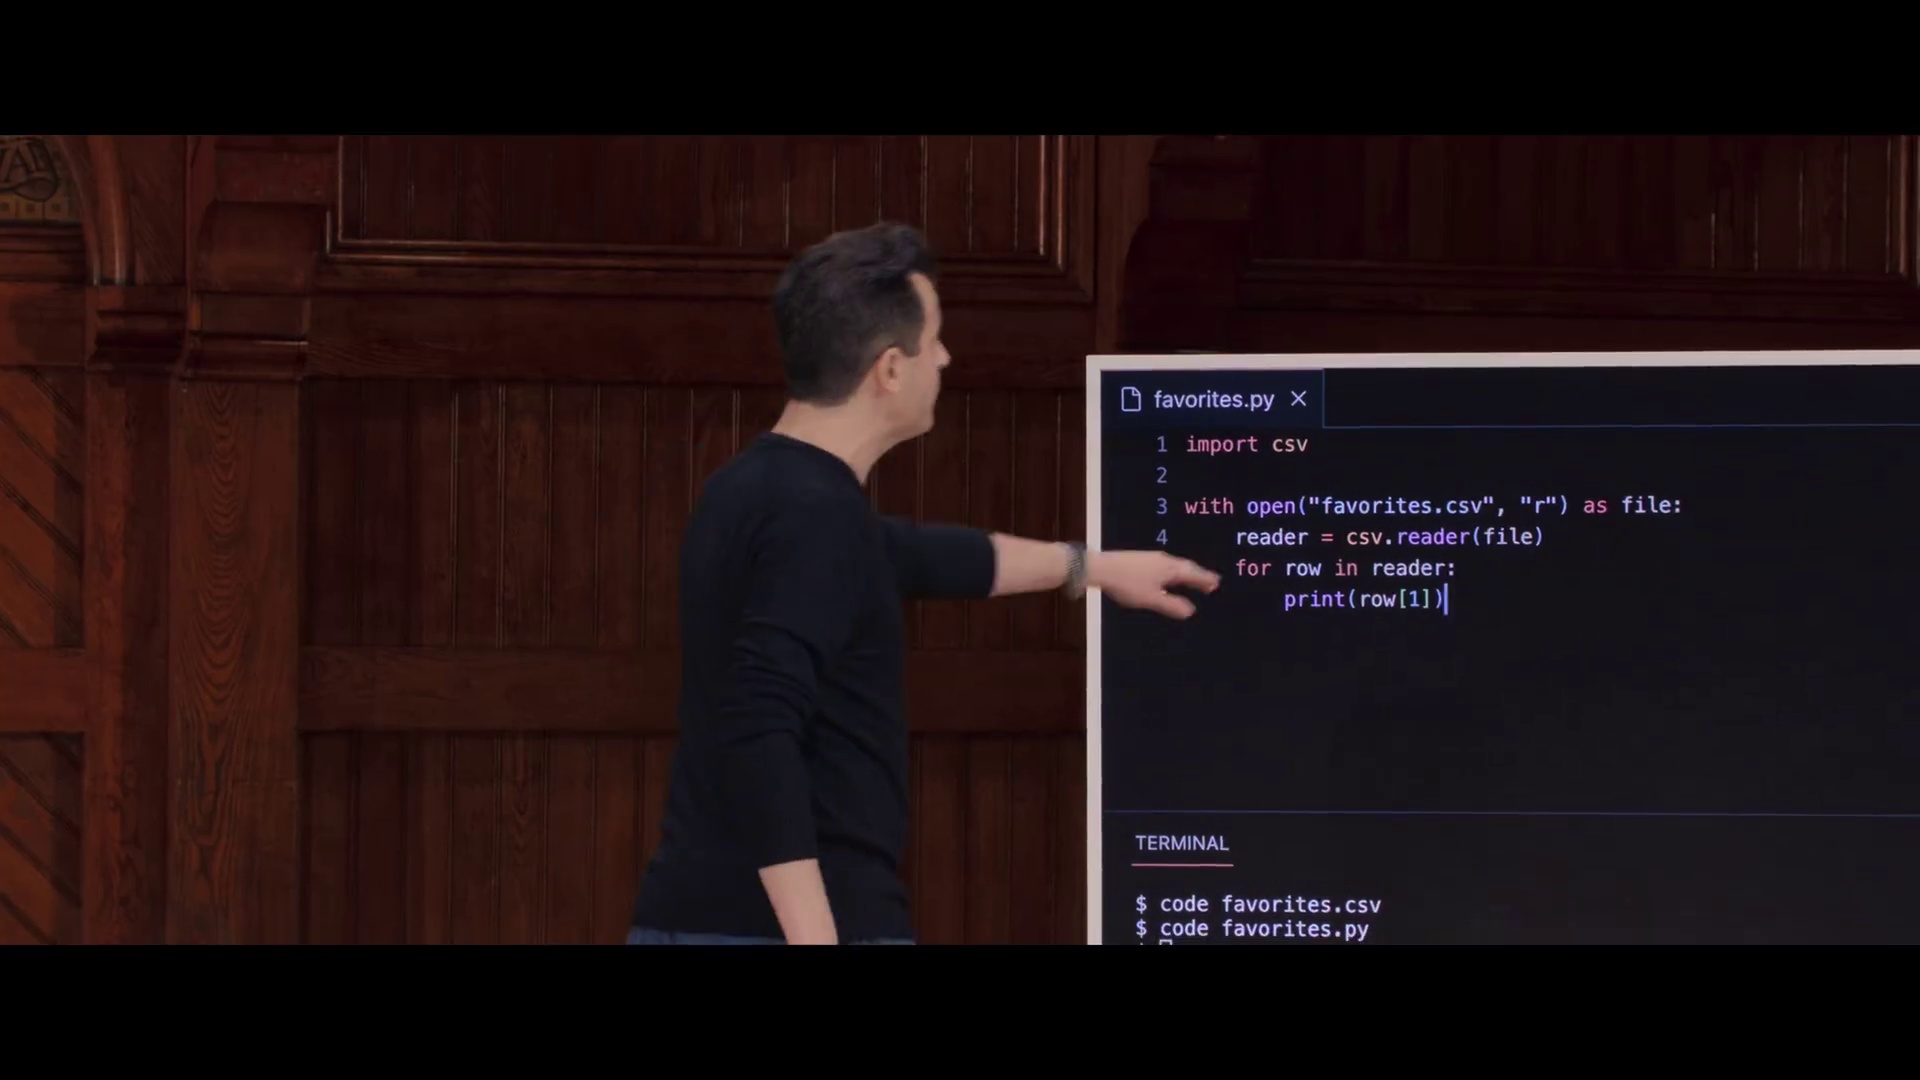 favorites.py
1 import csv
2
3 with open("favorites.csv", "r") as file:
4 reader = csv.reader(file)
for row in reader:
print(row[1])
TERMINAL
$ code favorites.csv
$ code favorites.py